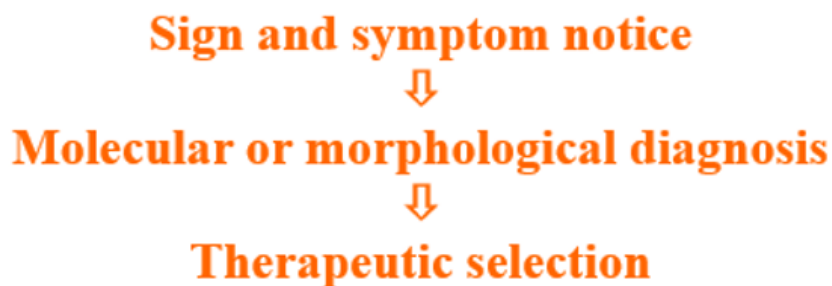 Sign and symptom notice
Molecular or morphological diagnosis
Therapeutic selection